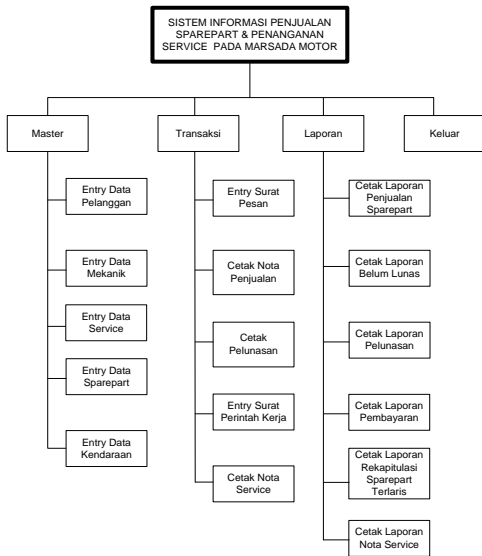 SISTEM INFORMASI PENJUALAN
SPAREPART & PENANGANAN
SERVICE PADA MARSADA MOTOR
Master
Transaksi
Laporan
Keluar
Entry Data
Pelanggan
Entry Data
Mekanik
Entry Data
Service
Entry Data
Sparepart
Entry Data
Kendaraan
Entry Surat
Pesan
Cetak Nota
Penjualan
Cetak
Pelunasan
Entry Surat
Perintah Kerja
Cetak Nota
Service
Cetak Laporan
Penjualan
Sparepart
Cetak Laporan
Belum Lunas
Cetak Laporan
Pelunasan
Cetak Laporan
Pembayaran
Cetak Laporan
Rekapitulasi
Sparepart
Terlaris
Cetak Laporan
Nota Service